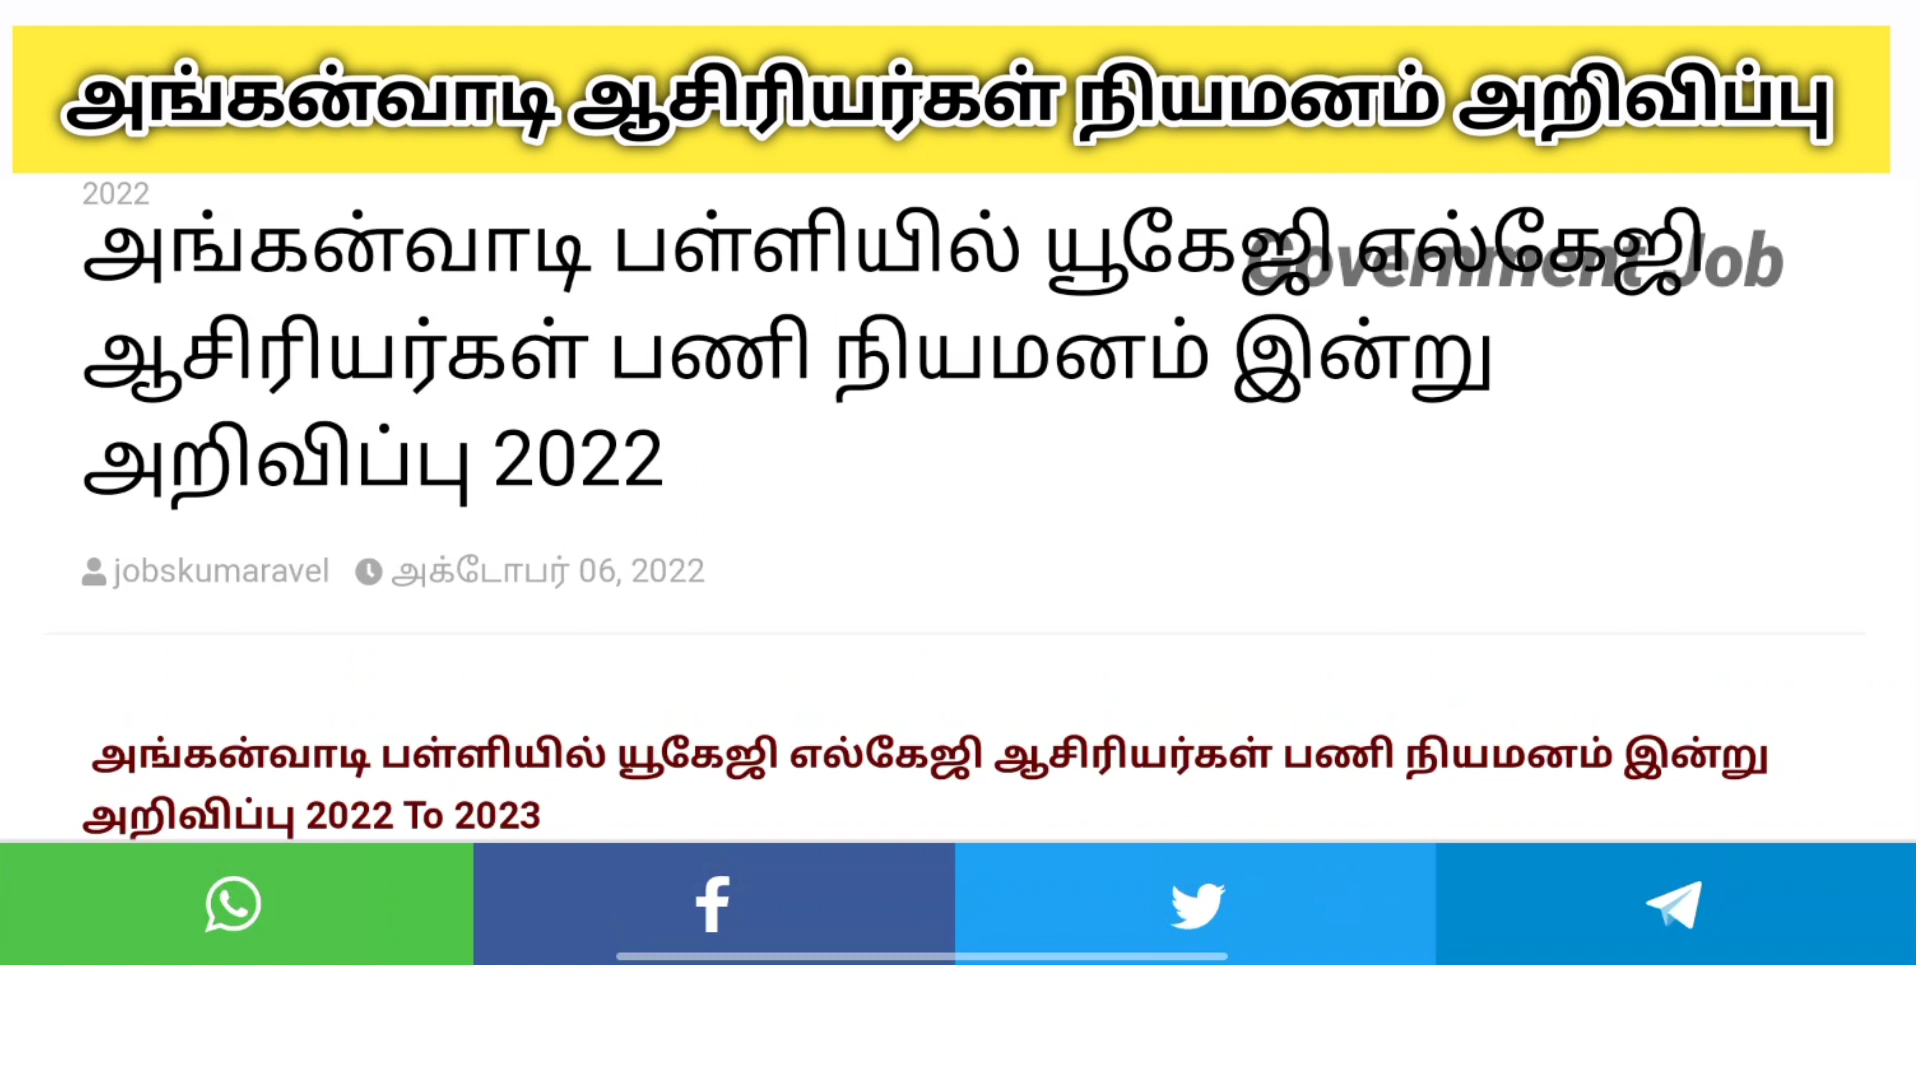 அங்கன்வாடி ஆசிரியர்கள் நியமனம் அறிவிப்பு
2022
Government Job
அங்கன்வாடி பள்ளியில் யூகேஜி எல்கேஜி
ஆசிரியர்கள் பணி நியமனம் இன்று
அறிவிப்பு 2022
jobskumaravel அக்டோபர் 06, 2022
அங்கன்வாடி பள்ளியில் யூகேஜி எல்கேஜி ஆசிரியர்கள் பணி நியமனம் இன்று
அறிவிப்பு 2022 To 2023